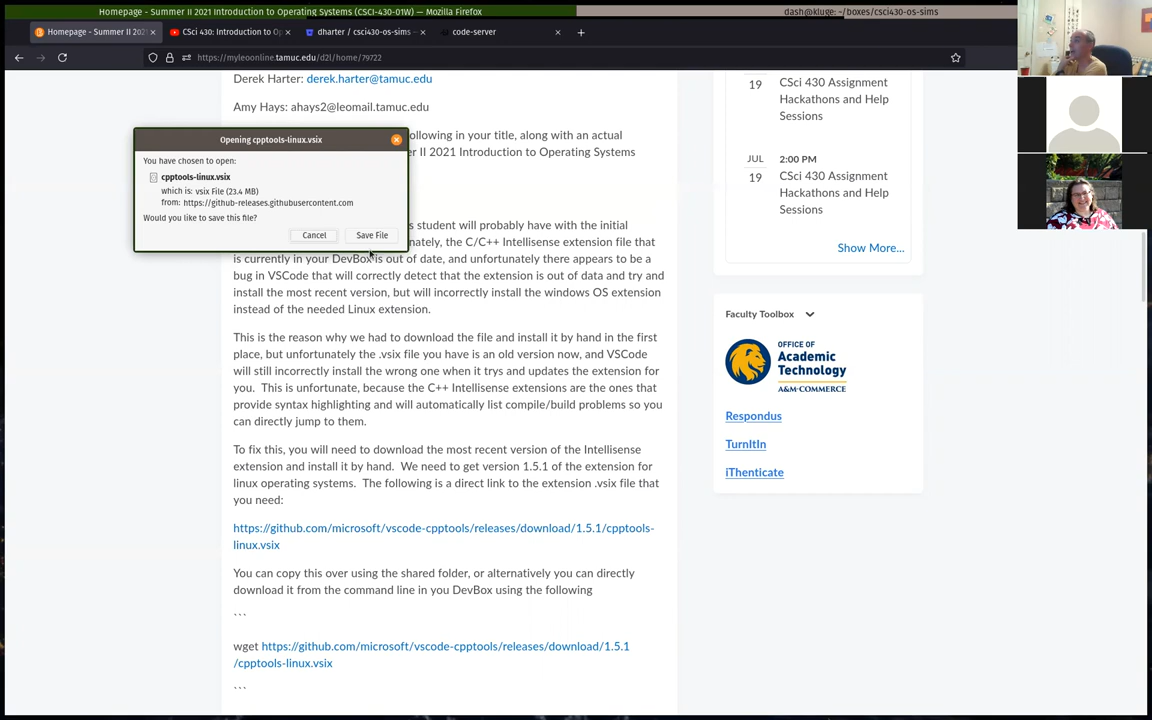 Homepage - Summer II 2021 Introduction to Operating Systems (CSCI-430-01W) — Mozilla Firefox
dash@kluge: ~/boxes/csci430-os-sims
Homepage - Summer II 202
CSci 430: Introduction to Op
dharter / csci430-os-sims —
code-server
https://myleoonline.tamuc.edu/d2l/home/79722
Derek Harter: derek.harter@tamuc.edu
Amy Hays: ahays2@leomail.tamuc.edu
ollowing in your title, along with an actual
r II 2021 Introduction to Operating Systems
Opening cpptools-linux.vsix
You have chosen to open:
cpptools-linux.vsix
which is: vsix File (23.4 MB)
from: https://github-releases.githubusercontent.com
Would you like to save this file?
Cancel
Save File
s student will probably have with the initial
nately, the C/C++ Intellisense extension file that
is currently in your DevBox is out of date, and unfortunately there appears to be a
bug in VSCode that will correctly detect that the extension is out of data and try and
install the most recent version, but will incorrectly install the windows OS extension
instead of the needed Linux extension.
This is the reason why we had to download the file and install it by hand in the first
place, but unfortunately the .vsix file you have is an old version now, and VSCode
will still incorrectly install the wrong one when it trys and updates the extension for
you. This is unfortunate, because the C++ Intellisense extensions are the ones that
provide syntax highlighting and will automatically list compile/build problems so you
can directly jump to them.
To fix this, you will need to download the most recent version of the Intellisense
extension and install it by hand. We need to get version 1.5.1 of the extension for
linux operating systems. The following is a direct link to the extension .vsix file that
you need:
https://github.com/microsoft/vscode-cpptools/releases/download/1.5.1/cpptools-
linux.vsix
You can copy this over using the shared folder, or alternatively you can directly
download it from the command line in you DevBox using the following
```
wget https://github.com/microsoft/vscode-cpptools/releases/download/1.5.1
/cpptools-linux.vsix
```
19
CSci 430 Assignment
Hackathons and Help
Sessions
JUL
19
2:00 PM
CSci 430 Assignment
Hackathons and Help
Sessions
Show More...
Faculty Toolbox
OFFICE OF
Academic
Technology
A&M-COMMERCE
Respondus
TurnItIn
iThenticate